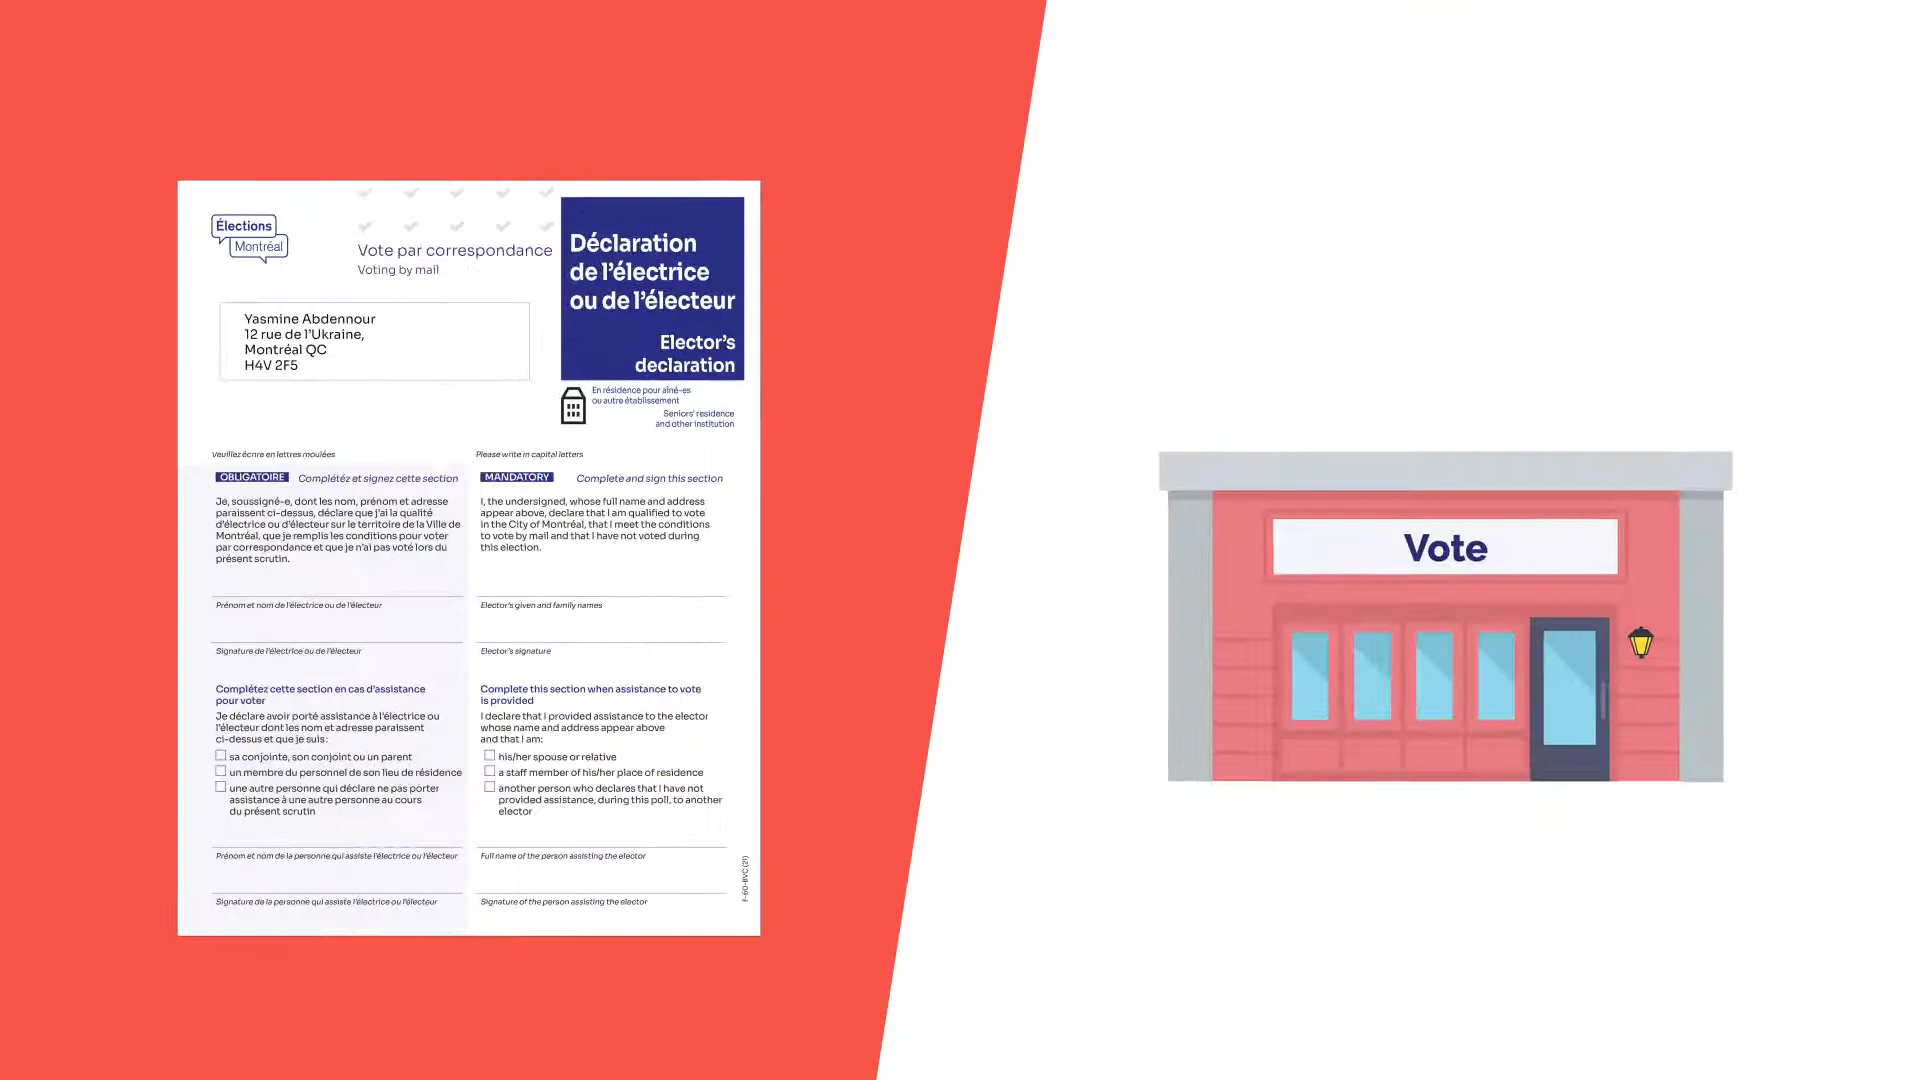 Élections
Montréal
Vote par correspondance
Voting by mail
Déclaration
de l'électrice
ou de l'électeur
Elector's
declaration
Yasmine Abdennour
12 rue de l'Ukraine,
Montréal QC
H4V 2F5
En résidence pour aîné-es
ou autre établissement
Seniors' residence
and other institution
Veuillez écrire en lettres moulées
OBLIGATOIRE Complétéz et signez cette section
Je, soussigné-e, dont les nom, prénom et adresse
paraissent ci-dessus, déclare que j'ai la qualité
d'électrice ou d'électeur sur le territoire de la Ville de
Montréal, que je remplis les conditions pour voter
par correspondance et que je n'ai pas voté lors du
présent scrutin.
Prénom et nom de l'électrice ou de l'électeur
Signature de l'électrice ou de l'électeur
Complétez cette section en cas d'assistance
pour voter
Je déclare avoir porté assistance à l'électrice ou
l'électeur dont les nom et adresse paraissent
ci-dessus et que je suis :
sa conjointe, son conjoint ou un parent
un membre du personnel de son lieu de résidence
une autre personne qui déclare ne pas porter
assistance à une autre personne au cours
du présent scrutin
Prénom et nom de la personne qui assiste l'électrice ou l'électeur
Signature de la personne qui assiste l'électrice ou l'électeur
Please write in capital letters
MANDATORY Complete and sign this section
I, the undersigned, whose full name and address
appear above, declare that I am qualified to vote
in the City of Montréal, that I meet the conditions
to vote by mail and that I have not voted during
this election.
Elector's given and family names
Elector's signature
Complete this section when assistance to vote
is provided
I declare that I provided assistance to the elector
whose name and address appear above
and that I am:
his/her spouse or relative
a staff member of his/her place of residence
another person who declares that I have not
provided assistance, during this poll, to another
elector
Full name of the person assisting the elector
Signature of the person assisting the elector
F-60-BVC (21)
Vote